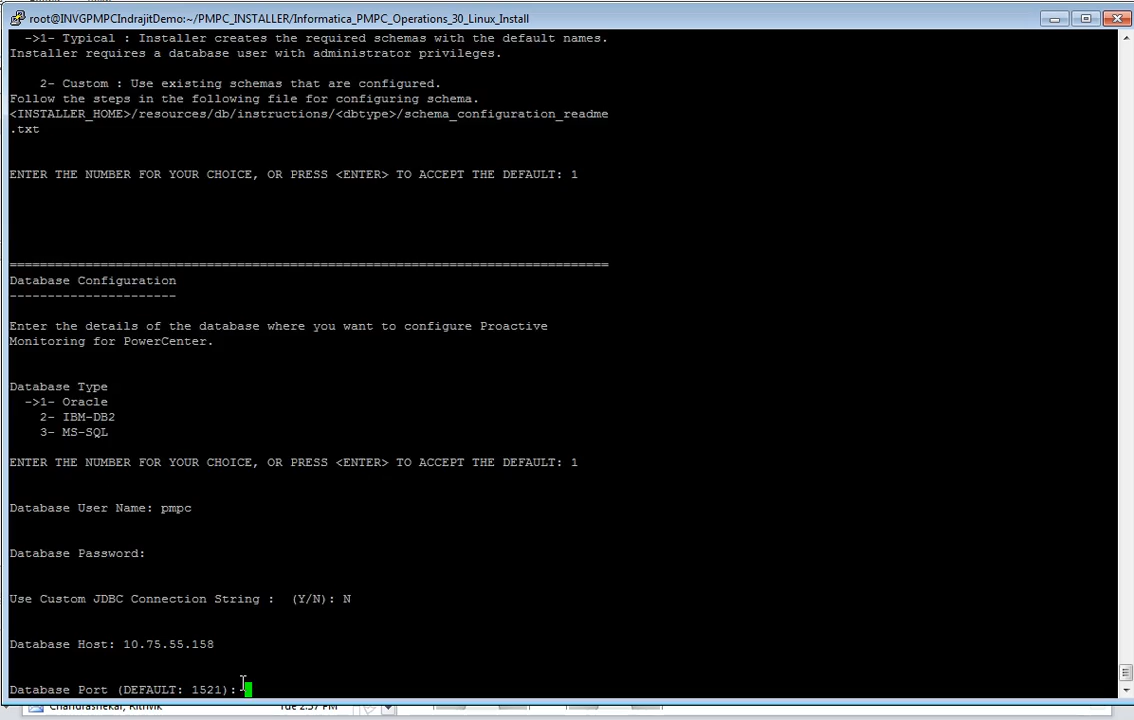 root@INVGPMPCIndrajitDemo:~/PMPC_INSTALLER/Informatica_PMPC_Operations_30_Linux_Install
->1- Typical : Installer creates the required schemas with the default names.
Installer requires a database user with administrator privileges.
2- Custom : Use existing schemas that are configured.
Follow the steps in the following file for configuring schema.
<INSTALLER_HOME>/resources/db/instructions/<dbtype>/schema_configuration_readme
.txt
ENTER THE NUMBER FOR YOUR CHOICE, OR PRESS <ENTER> TO ACCEPT THE DEFAULT: 1
===============================================================================
Database Configuration
----------------------
Enter the details of the database where you want to configure Proactive
Monitoring for PowerCenter.
Database Type
->1- Oracle
2- IBM-DB2
3- MS-SQL
ENTER THE NUMBER FOR YOUR CHOICE, OR PRESS <ENTER> TO ACCEPT THE DEFAULT: 1
Database User Name: pmpc
Database Password:
Use Custom JDBC Connection String :  (Y/N): N
Database Host: 10.75.55.158
Database Port (DEFAULT: 1521):